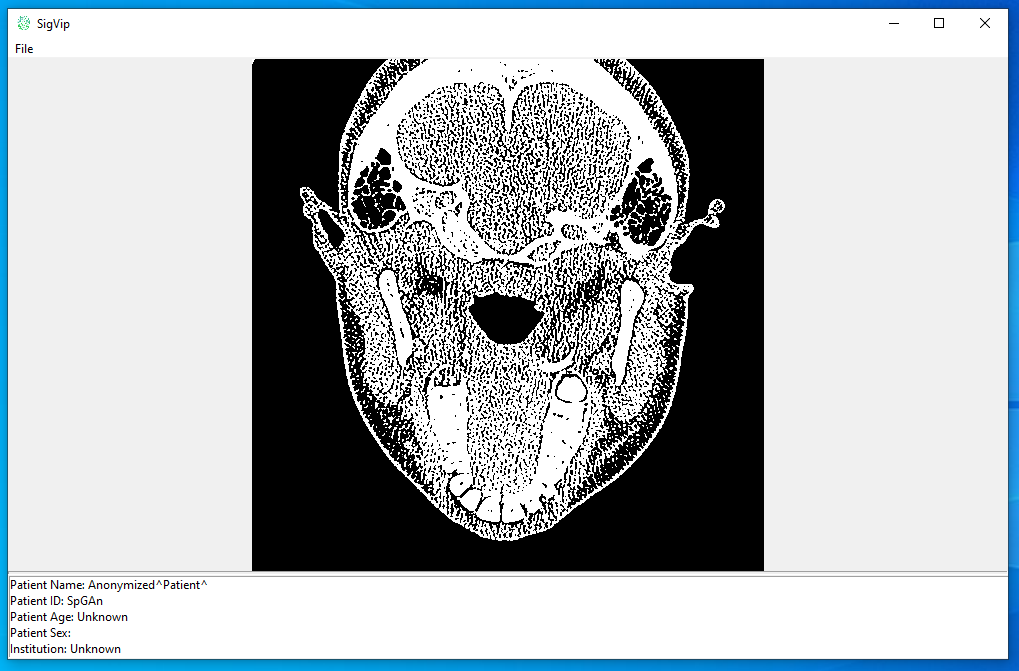 SigVip
File
Patient Name: Anonymized^Patient^
Patient ID: SpGAn
Patient Age: Unknown
Patient Sex:
Institution: Unknown